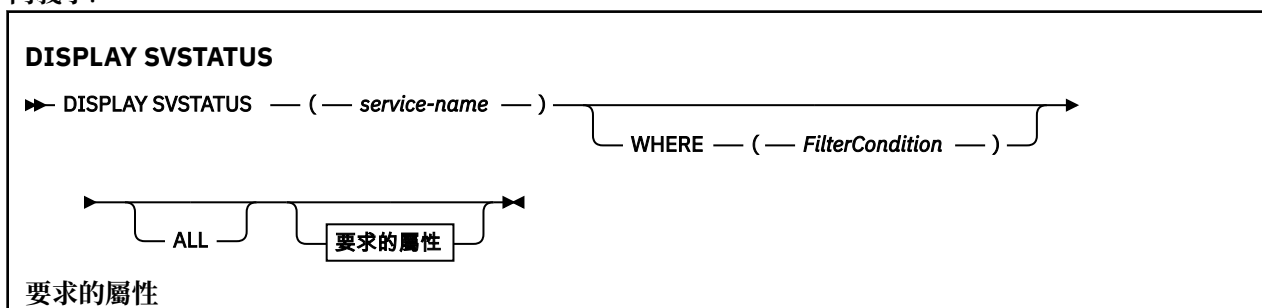 DISPLAY SVSTATUS
DISPLAY SVSTATUS ( service-name )
WHERE ( FilterCondition )
ALL 要求的屬性
要求的屬性